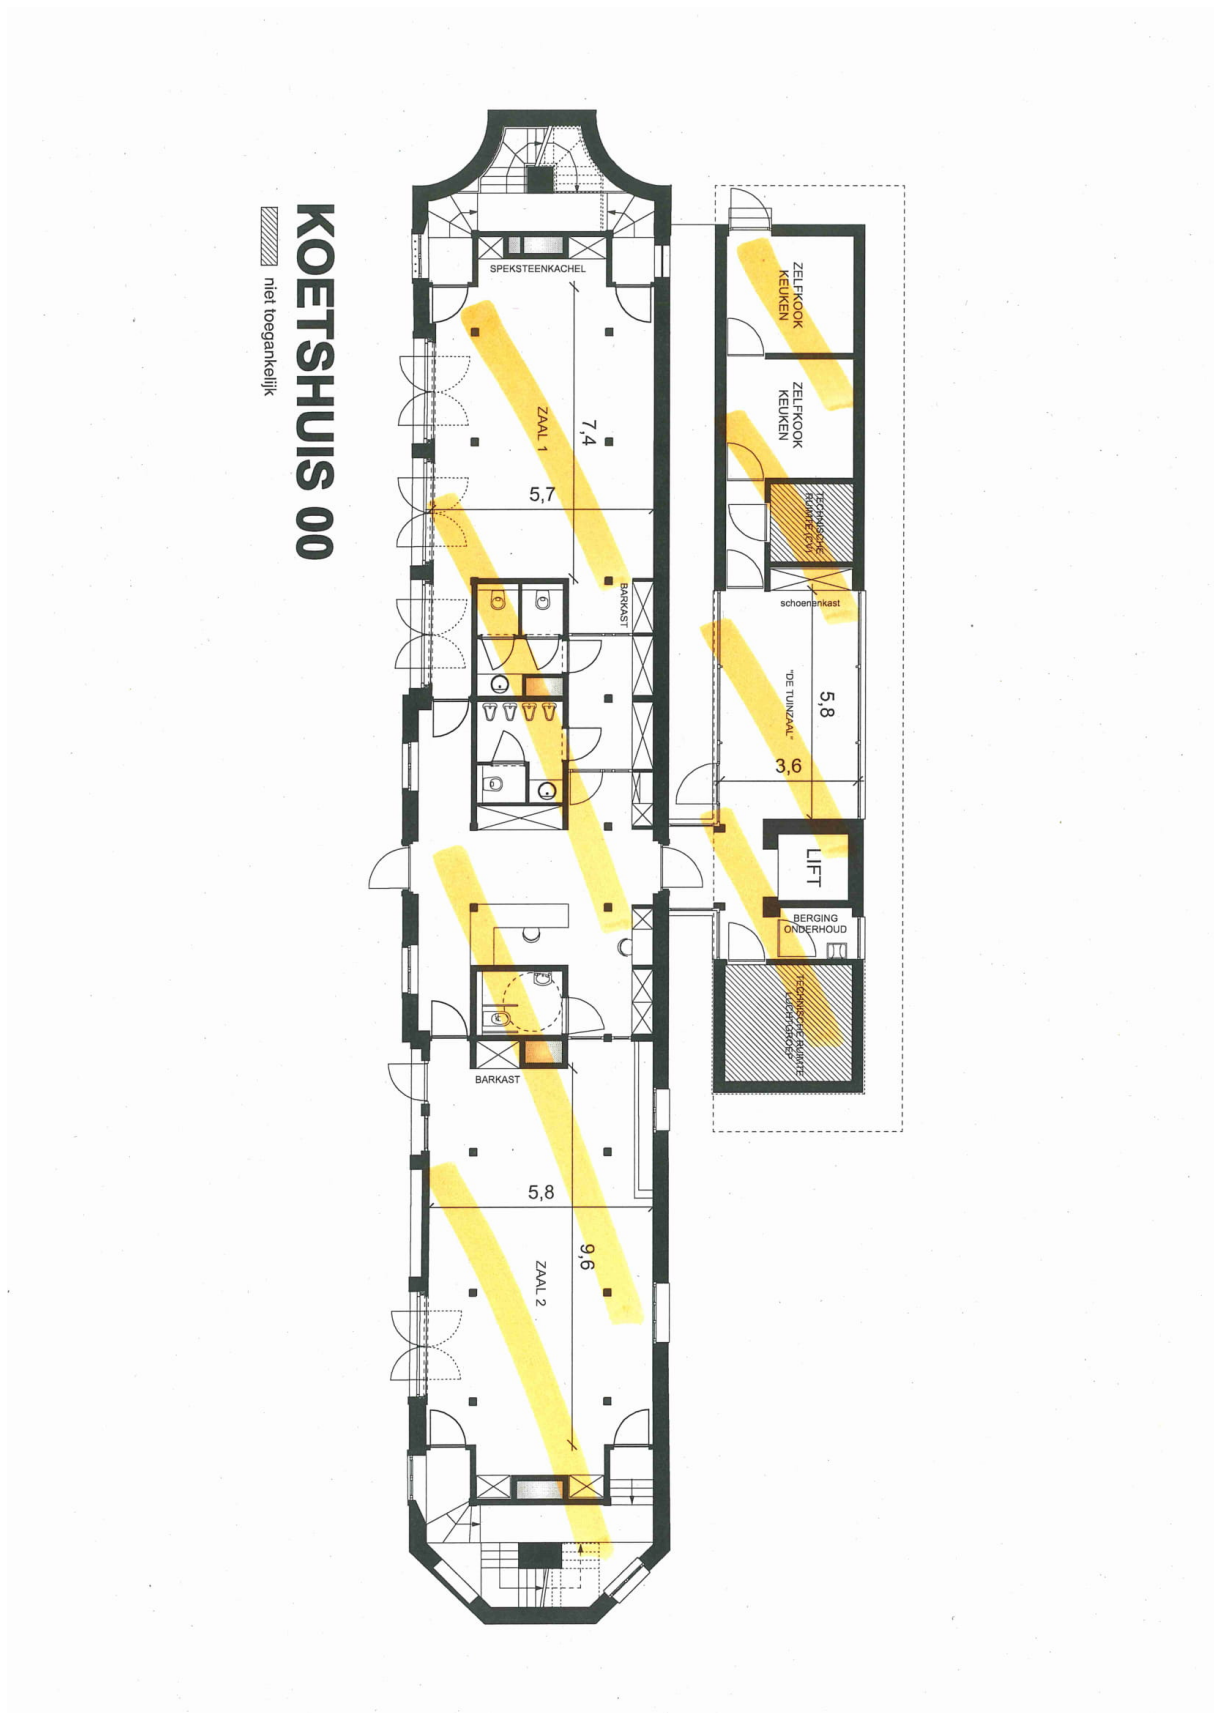 KOETSHUIS 00
niet toegankelijk
SPEKSTEENKACHEL
ZAAL 1
7,4
5,7
BARKAST
ZELFKOOK
KEUKEN
ZELFKOOK
KEUKEN
TECHNISCHE
RUIMTE (CV)
schoenenkast
"DE TUINZAAL"
5,8
3,6
LIFT
BERGING
ONDERHOUD
TECHNISCHE RUIMTE
LUCHTGROEP
BARKAST
5,8
9,6
ZAAL 2